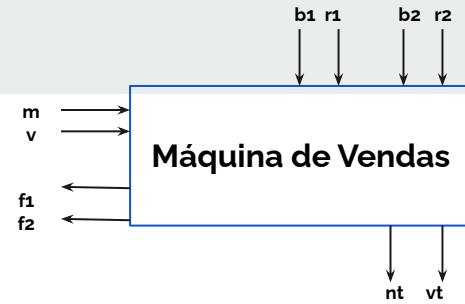 b1 r1 b2 r2
m
v
Máquina de Vendas
f1
f2
nt vt